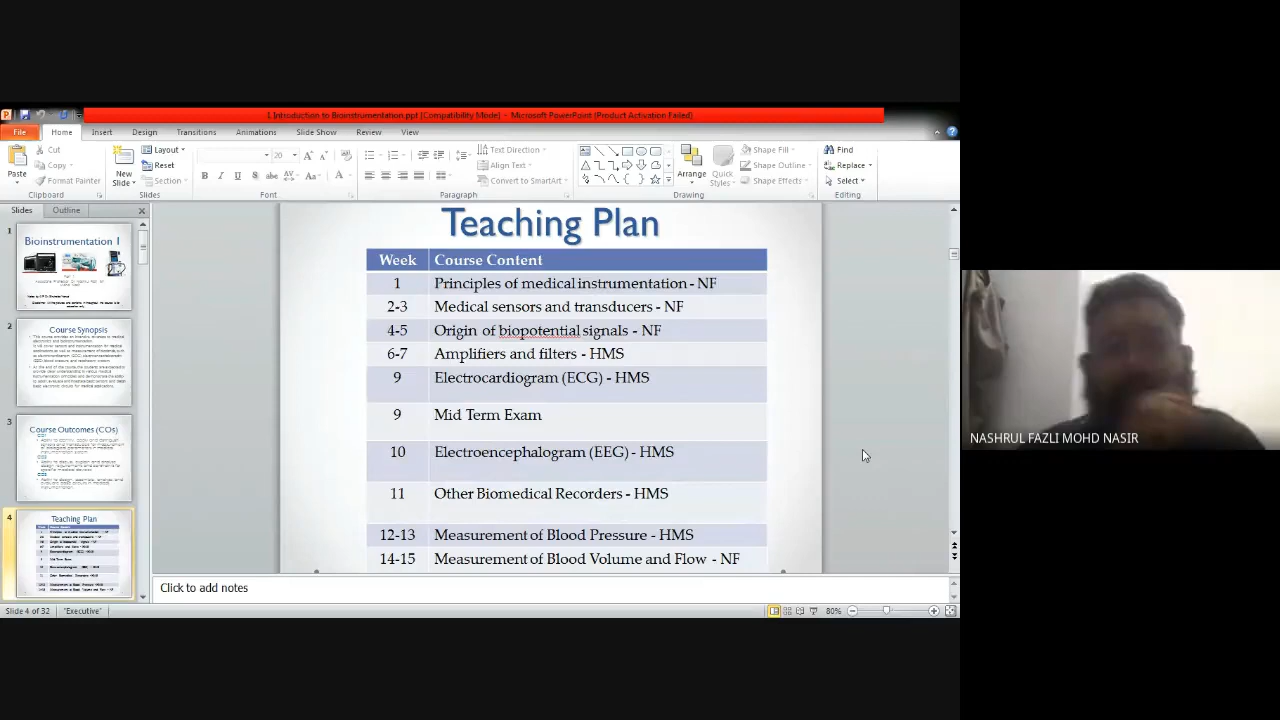 1.Introduction to Bioinstrumentation.ppt [Compatibility Mode] - Microsoft PowerPoint (Product Activation Failed)
File Home Insert Design Transitions Animations Slide Show Review View
Paste Cut Copy Format Painter Clipboard
New Slide Layout Reset Section Slides
20 Font
Text Direction Align Text Convert to SmartArt Paragraph
Arrange Quick Styles Shape Fill Shape Outline Shape Effects Drawing
Find Replace Select Editing
Slides Outline
1 Bioinstrumentation 1
2 Course Synopsis
3 Course Outcomes (COs)
4 Teaching Plan
Teaching Plan
Week Course Content
1 Principles of medical instrumentation - NF
2-3 Medical sensors and transducers - NF
4-5 Origin of biopotential signals - NF
6-7 Amplifiers and filters - HMS
9 Electrocardiogram (ECG) - HMS
9 Mid Term Exam
10 Electroencephalogram (EEG) - HMS
11 Other Biomedical Recorders - HMS
12-13 Measurement of Blood Pressure - HMS
14-15 Measurement of Blood Volume and Flow - NF
Click to add notes
Slide 4 of 32 "Executive" 80%
NASHRUL FAZLI MOHD NASIR